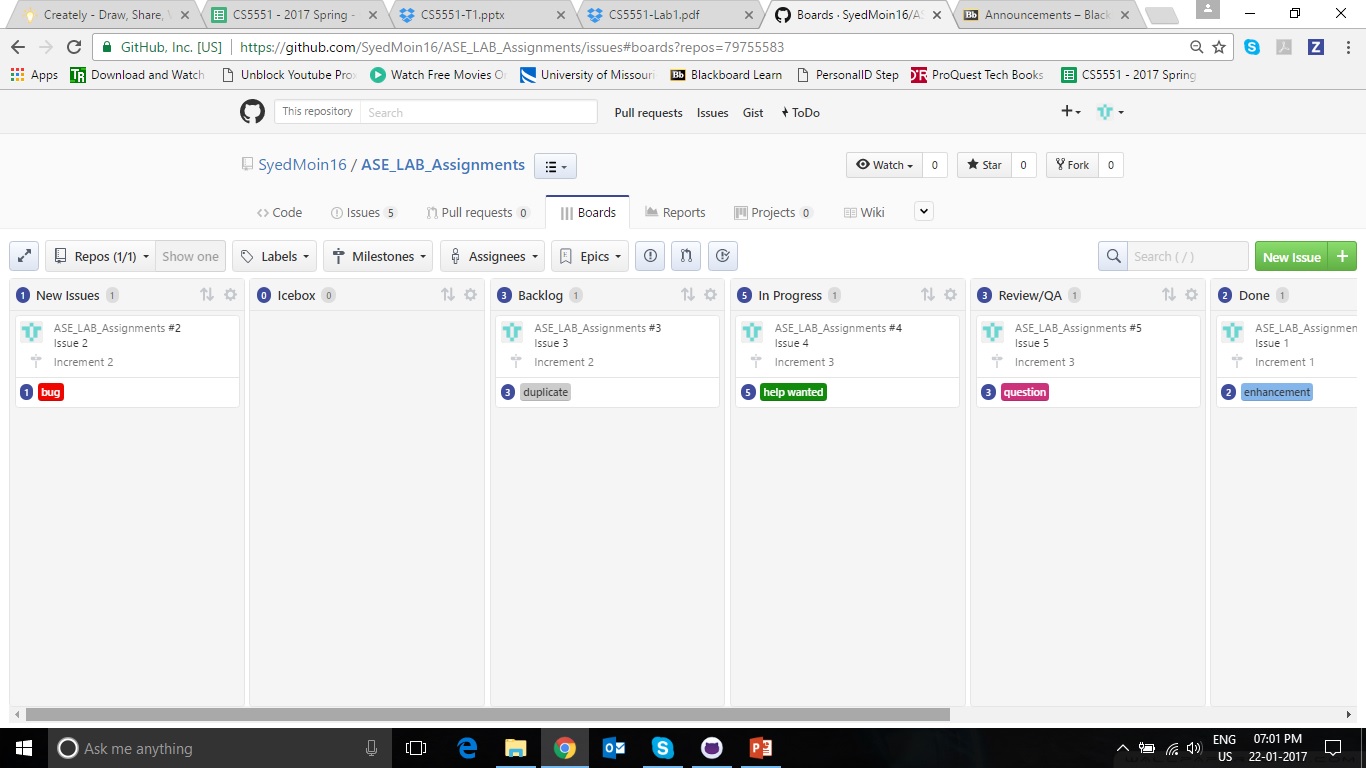 Creately - Draw, Share, V
CS5551 - 2017 Spring -
CS5551-T1.pptx
CS5551-Lab1.pdf
Boards · SyedMoin16/AS
Announcements – Black
GitHub, Inc. [US]
https://github.com/SyedMoin16/ASE_LAB_Assignments/issues#boards?repos=79755583
Apps
Download and Watch
Unblock Youtube Prox
Watch Free Movies O
University of Missouri
Blackboard Learn
PersonalID Step
ProQuest Tech Books
CS5551 - 2017 Spring
This repository
Search
Pull requests
Issues
Gist
ToDo
SyedMoin16 / ASE_LAB_Assignments
Watch 0
Star 0
Fork 0
Code
Issues 5
Pull requests 0
Boards
Reports
Projects 0
Wiki
Repos (1/1)
Show one
Labels
Milestones
Assignees
Epics
Search ( / )
New Issue +
1 New Issues 1
ASE_LAB_Assignments #2
Issue 2
Increment 2
1 bug
0 Icebox 0
3 Backlog 1
ASE_LAB_Assignments #3
Issue 3
Increment 2
3 duplicate
5 In Progress 1
ASE_LAB_Assignments #4
Issue 4
Increment 3
5 help wanted
3 Review/QA 1
ASE_LAB_Assignments #5
Issue 5
Increment 3
3 question
2 Done 1
ASE_LAB_Assignmen
Issue 1
Increment 1
2 enhancement
Ask me anything
ENG
US
07:01 PM
22-01-2017